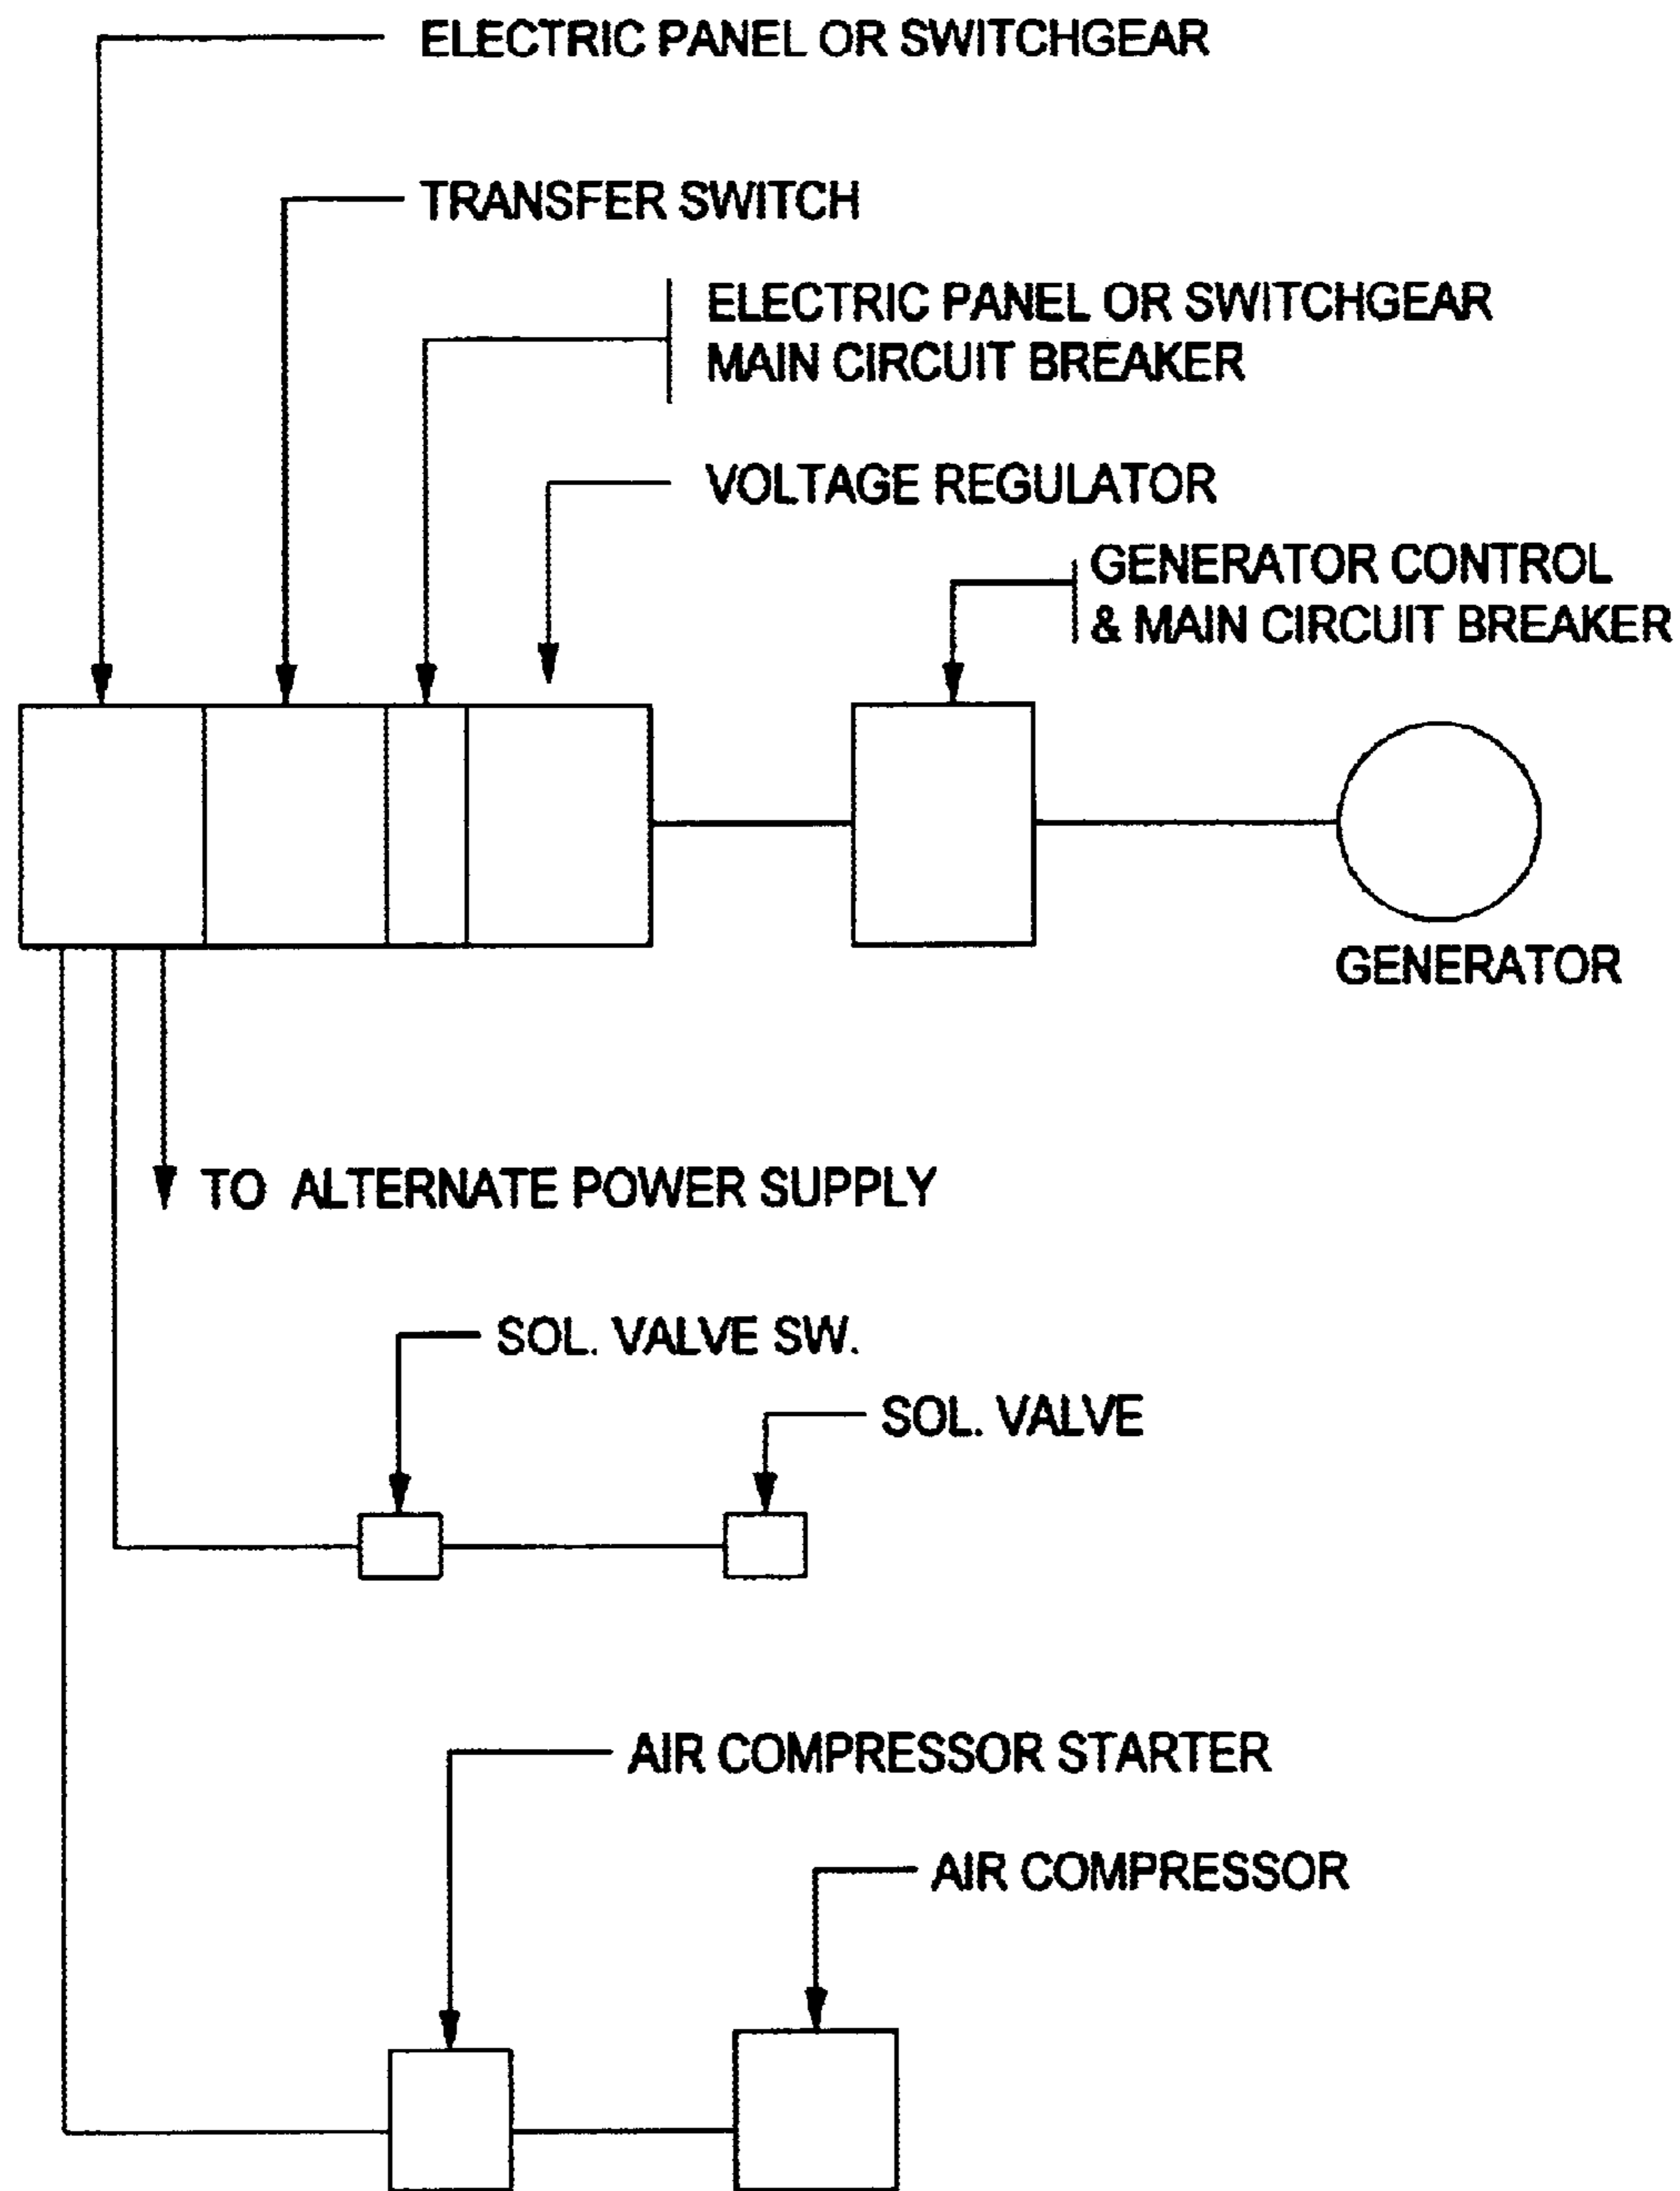 ELECTRIC PANEL OR SWITCHGEAR
TRANSFER SWITCH
ELECTRIC PANEL OR SWITCHGEAR
MAIN CIRCUIT BREAKER
VOLTAGE REGULATOR
GENERATOR CONTROL
& MAIN CIRCUIT BREAKER
GENERATOR
TO ALTERNATE POWER SUPPLY
SOL. VALVE SW.
SOL. VALVE
AIR COMPRESSOR STARTER
AIR COMPRESSOR